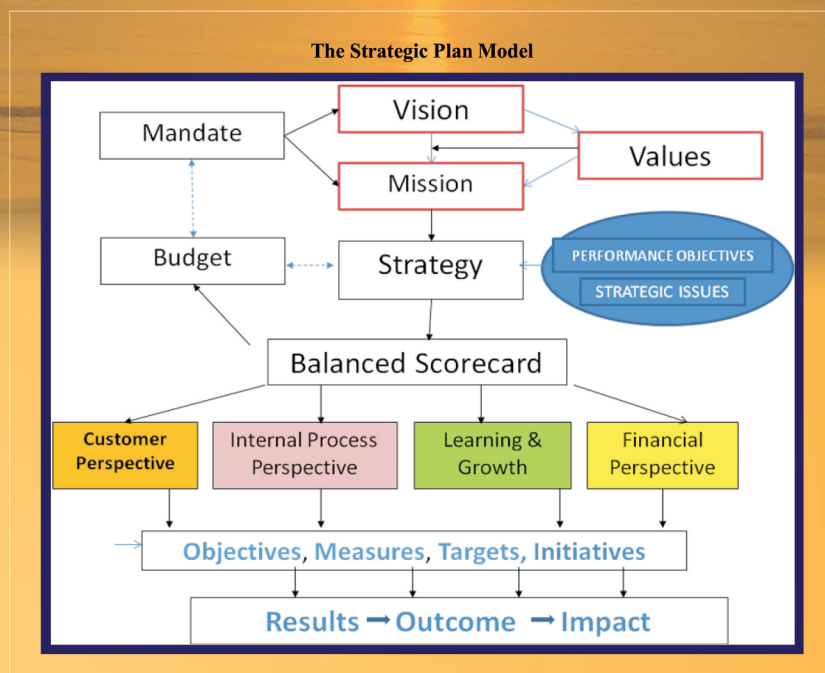 The Strategic Plan Model
Vision
Mandate
Values
Mission
Budget
Strategy
PERFORMANCE OBJECTIVES
STRATEGIC ISSUES
Balanced Scorecard
Customer
Perspective
Internal Process
Perspective
Learning &
Growth
Financial
Perspective
Objectives, Measures, Targets, Initiatives
Results → Outcome → Impact